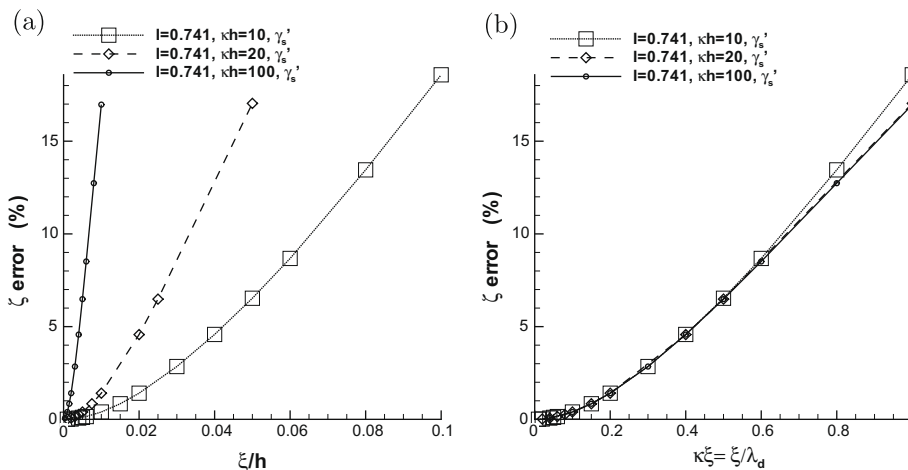 (a)
I=0.741, κh=10, γs'
I=0.741, κh=20, γs'
I=0.741, κh=100, γs'
ζ error (%)
15
10
5
0
0
0.02
0.04
0.06
0.08
0.1
ξ/h
(b)
I=0.741, κh=10, γs'
I=0.741, κh=20, γs'
I=0.741, κh=100, γs'
ζ error (%)
15
10
5
0
0
0.2
0.4
0.6
0.8
κξ= ξ/λd